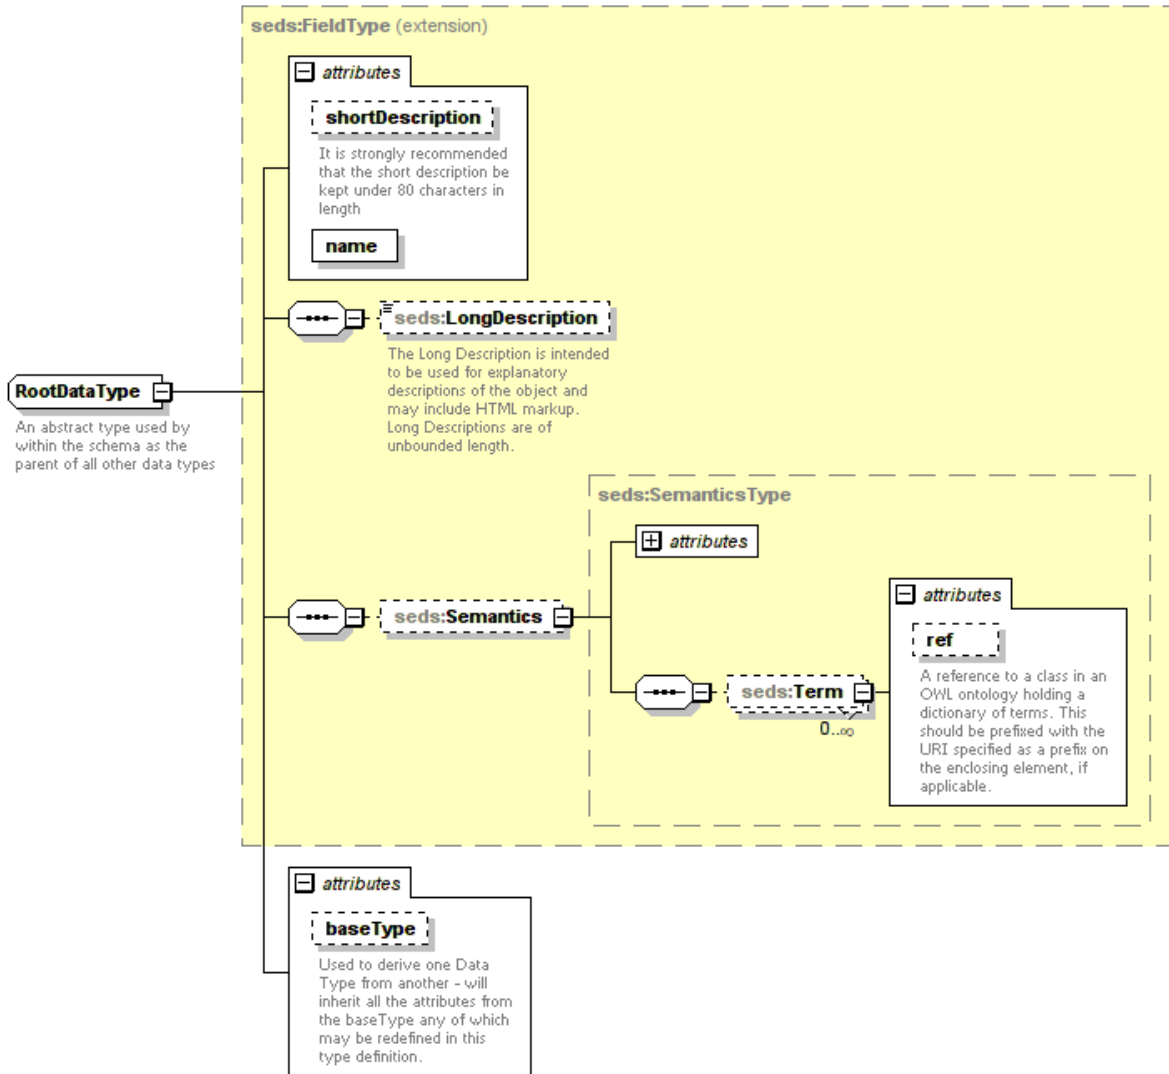 seds:FieldType (extension)
attributes
shortDescription
It is strongly recommended
that the short description be
kept under 80 characters in
length
name
seds:LongDescription
The Long Description is intended
to be used for explanatory
descriptions of the object and
may include HTML markup.
Long Descriptions are of
unbounded length.
RootDataType
An abstract type used by
within the schema as the
parent of all other data types
seds:SemanticsType
attributes
seds:Semantics
seds:Term
0..∞
attributes
ref
A reference to a class in an
OWL ontology holding a
dictionary of terms. This
should be prefixed with the
URI specified as a prefix on
the enclosing element, if
applicable.
attributes
baseType
Used to derive one Data
Type from another - will
inherit all the attributes from
the baseType any of which
may be redefined in this
type definition.